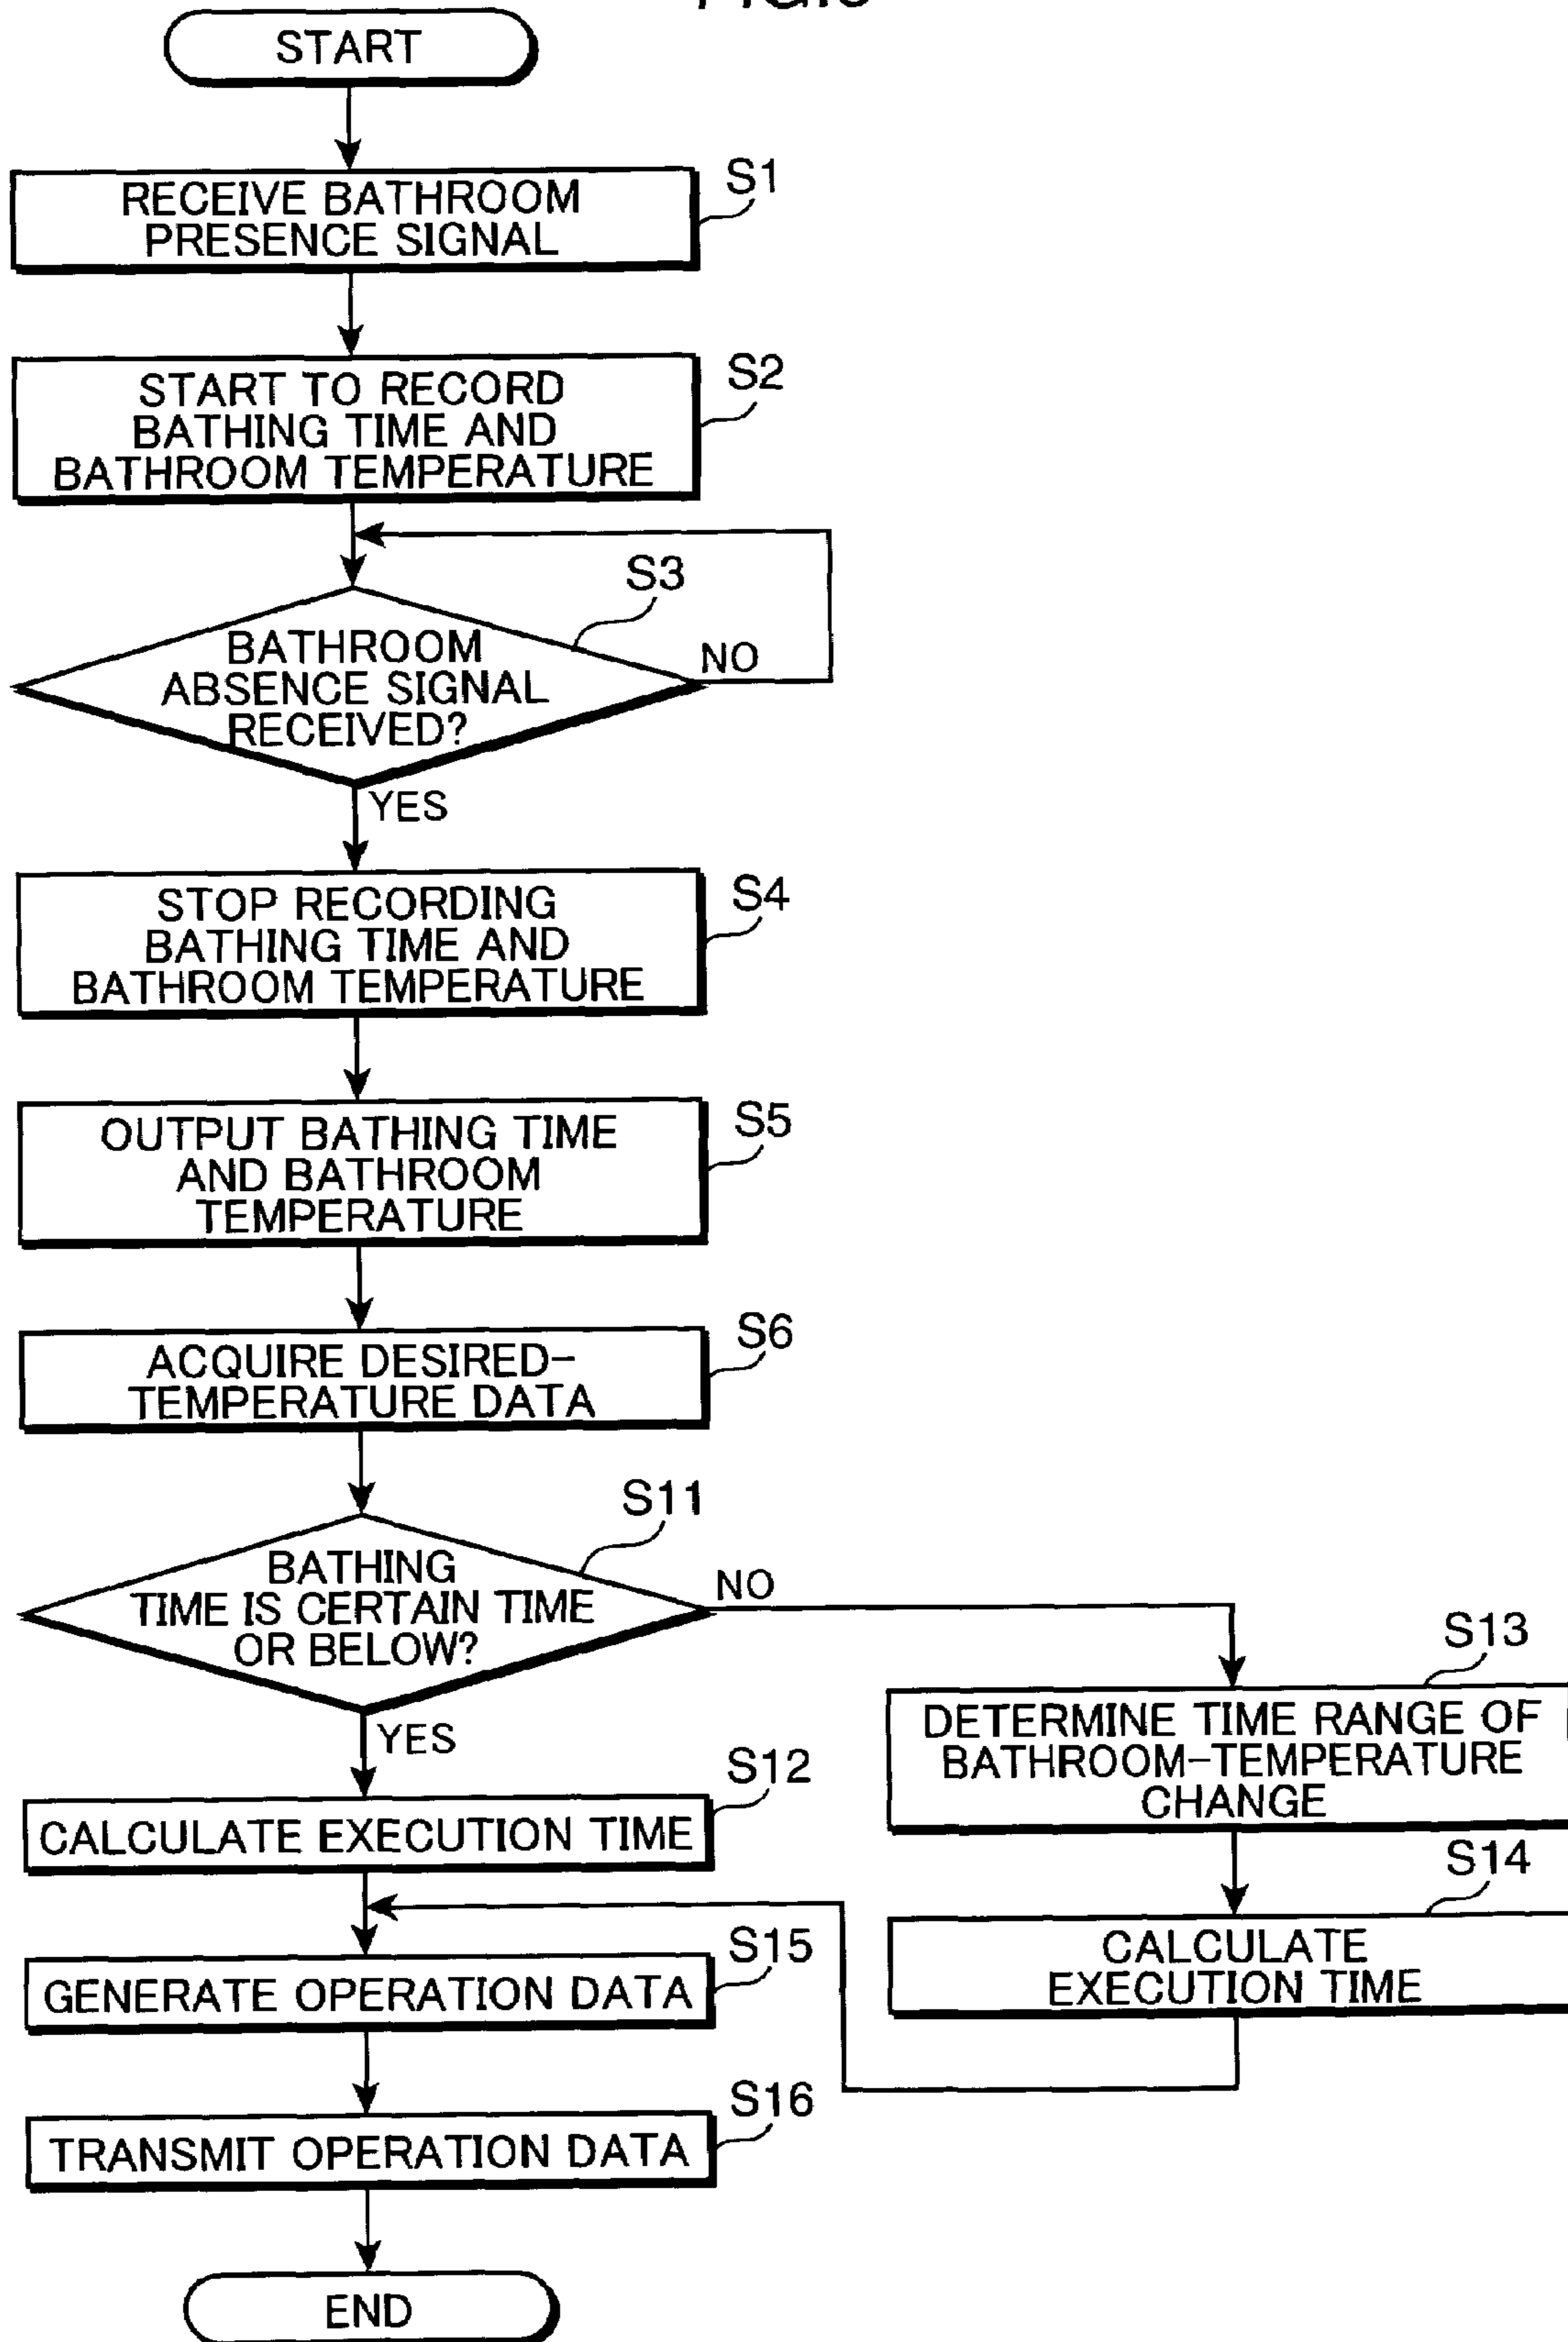 START
S1
RECEIVE BATHROOM
PRESENCE SIGNAL
S2
START TO RECORD
BATHING TIME AND
BATHROOM TEMPERATURE
S3
BATHROOM
ABSENCE SIGNAL
RECEIVED?
NO
YES
S4
STOP RECORDING
BATHING TIME AND
BATHROOM TEMPERATURE
S5
OUTPUT BATHING TIME
AND BATHROOM
TEMPERATURE
S6
ACQUIRE DESIRED-
TEMPERATURE DATA
S11
BATHING
TIME IS CERTAIN TIME
OR BELOW?
NO
YES
S13
DETERMINE TIME RANGE OF
BATHROOM-TEMPERATURE
CHANGE
S12
CALCULATE EXECUTION TIME
S14
CALCULATE
EXECUTION TIME
S15
GENERATE OPERATION DATA
S16
TRANSMIT OPERATION DATA
END